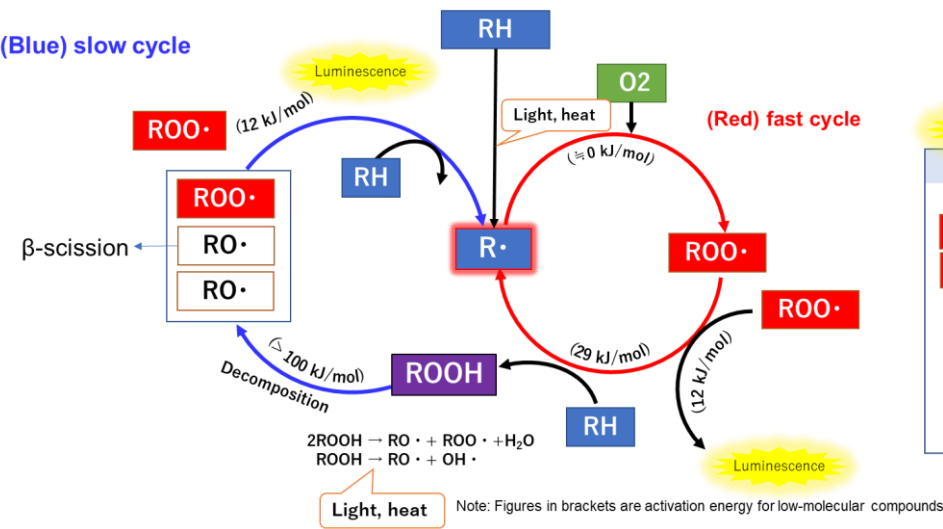 (Blue) slow cycle
RH
Luminescence
O2
Light, heat
(Red) fast cycle
ROO・
(12 kJ/mol)
(≒0 kJ/mol)
RH
ROO・
RO・
RO・
β-scission
R・
ROO・
ROO・
(△ 100 kJ/mol)
Decomposition
ROOH
(29 kJ/mol)
(12 kJ/mol)
RH
2ROOH → RO・+ ROO・+H₂O
ROOH → RO・+ OH・
Luminescence
Light, heat
Note: Figures in brackets are activation energy for low-molecular compounds